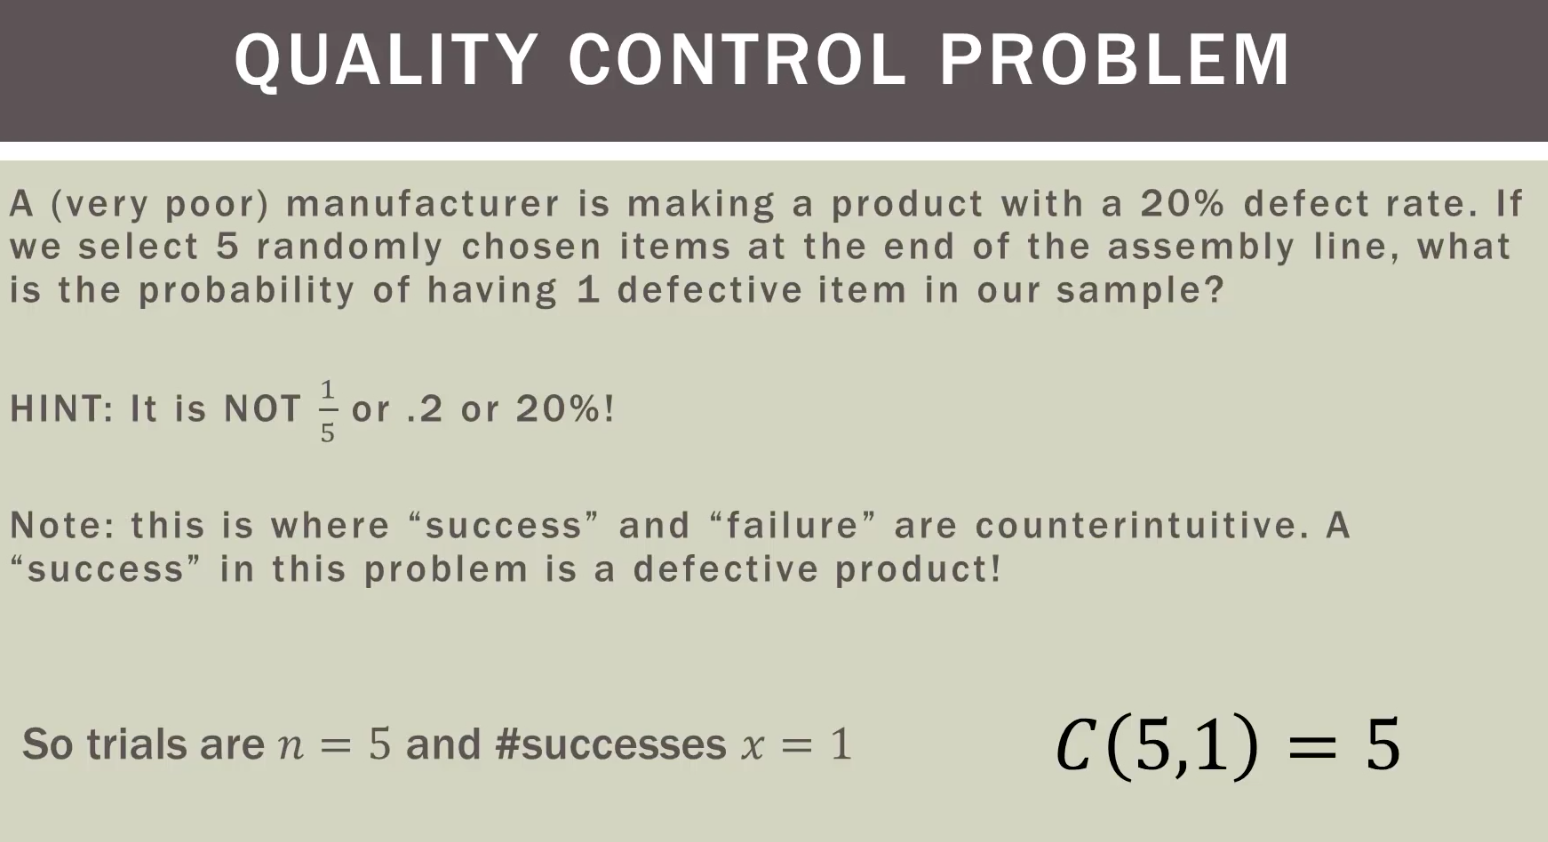 QUALITY CONTROL PROBLEM
A (very poor) manufacturer is making a product with a 20% defect rate. If
we select 5 randomly chosen items at the end of the assembly line, what
is the probability of having 1 defective item in our sample?
HINT: It is NOT 1/5 or .2 or 20%!
Note: this is where “success” and “failure” are counterintuitive. A
“success” in this problem is a defective product!
So trials are n = 5 and #successes x = 1
C(5,1) = 5